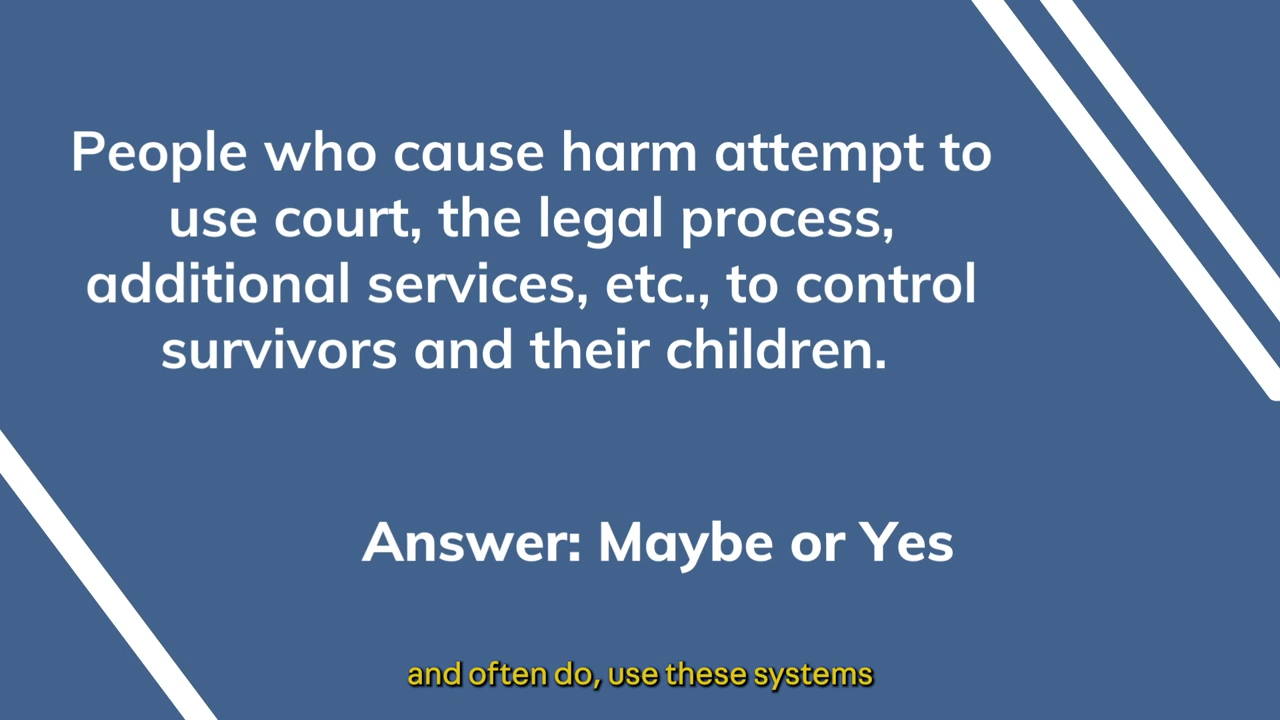 People who cause harm attempt to
use court, the legal process,
additional services, etc., to control
survivors and their children.
Answer: Maybe or Yes
and often do, use these systems